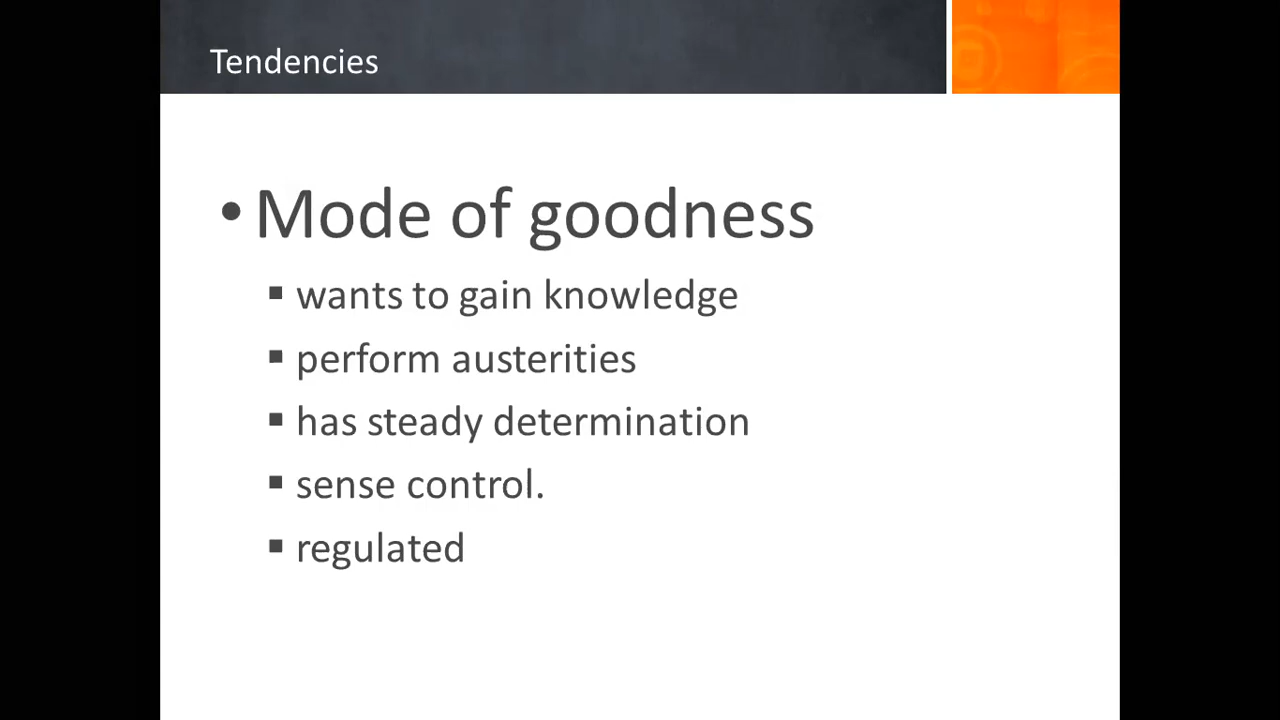 Tendencies
• Mode of goodness
▪ wants to gain knowledge
▪ perform austerities
▪ has steady determination
▪ sense control.
▪ regulated